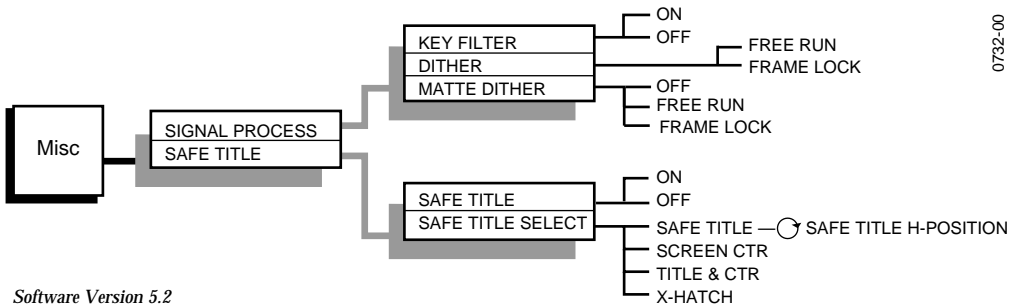 ON
OFF
KEY FILTER
DITHER
MATTE DITHER
FREE RUN
FRAME LOCK
OFF
FREE RUN
FRAME LOCK
0732-00
Misc
SIGNAL PROCESS
SAFE TITLE
ON
OFF
SAFE TITLE
SAFE TITLE SELECT
SAFE TITLE SAFE TITLE H-POSITION
SCREEN CTR
TITLE & CTR
X-HATCH
Software Version 5.2